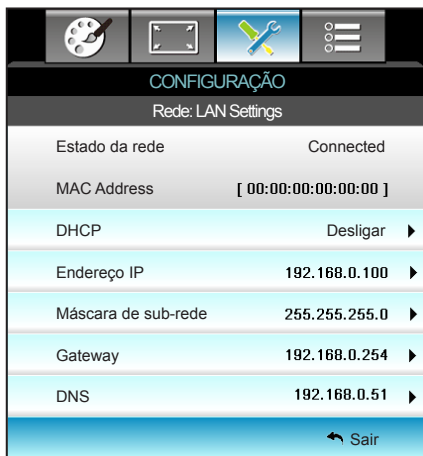 CONFIGURAÇÃO
Rede: LAN Settings
Estado da rede Connected
MAC Address [ 00:00:00:00:00:00 ]
DHCP Desligar
Endereço IP 192.168.0.100
Máscara de sub-rede 255.255.255.0
Gateway 192.168.0.254
DNS 192.168.0.51
Sair